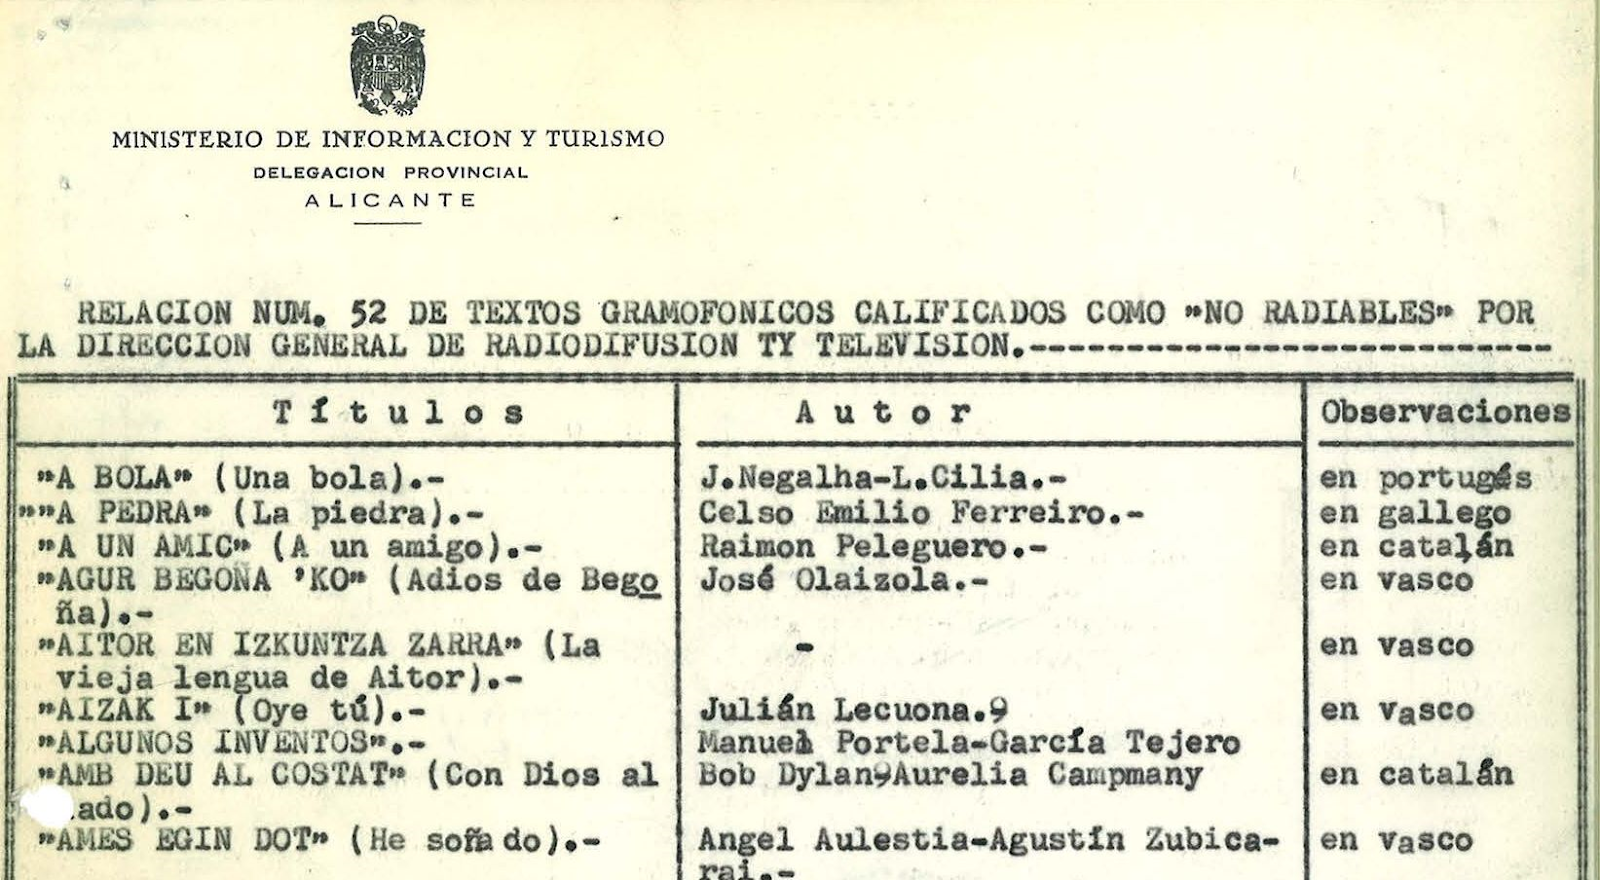 MINISTERIO DE INFORMACION Y TURISMO
DELEGACION PROVINCIAL
ALICANTE
RELACION NUM. 52 DE TEXTOS GRAMOFONICOS CALIFICADOS COMO "NO RADIABLES" POR
LA DIRECCION GENERAL DE RADIODIFUSION TY TELEVISION.---------------------------
Títulos Autor Observaciones
"A BOLA" (Una bola).- J.Negalha-L.Cilia.- en portugés
""A PEDRA" (La piedra).- Celso Emilio Ferreiro.- en gallego
"A UN AMIC" (A un amigo).- Raimon Peleguero.- en catalán
"AGUR BEGOÑA 'KO" (Adios de Bego José Olaizola.- en vasco
ña).-
"AITOR EN IZKUNTZA ZARRA" (La - en vasco
vieja lengua de Aitor).-
"AIZAK I" (Oye tú).- Julián Lecuona.9 en vasco
"ALGUNOS INVENTOS".- Manuel Portela-García Tejero
"AMB DEU AL COSTAT" (Con Dios al Bob Dylan9Aurelia Campmany en catalán
ado).-
"AMES EGIN DOT" (He soñado).- Angel Aulestia-Agustín Zubica- en vasco
rai.-